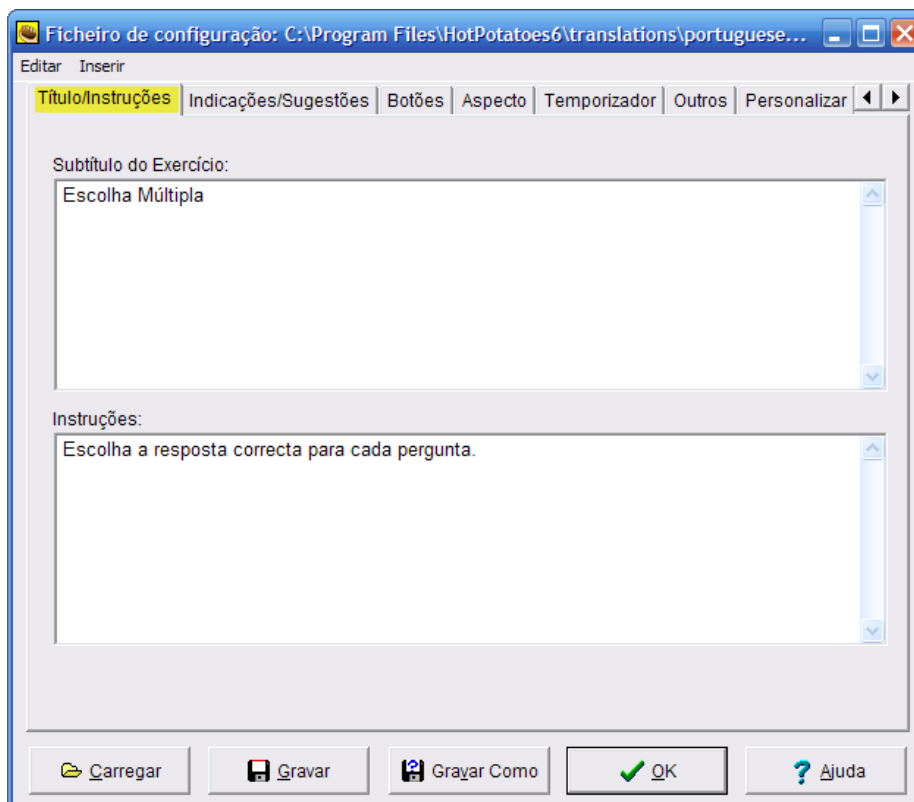 Ficheiro de configuração: C:\Program Files\HotPotatoes6\translations\portuguese...
Editar Inserir
Título/Instruções Indicações/Sugestões Botões Aspecto Temporizador Outros Personalizar
Subtítulo do Exercício:
Escolha Múltipla
Instruções:
Escolha a resposta correcta para cada pergunta.
Carregar Gravar Gravar Como OK Ajuda